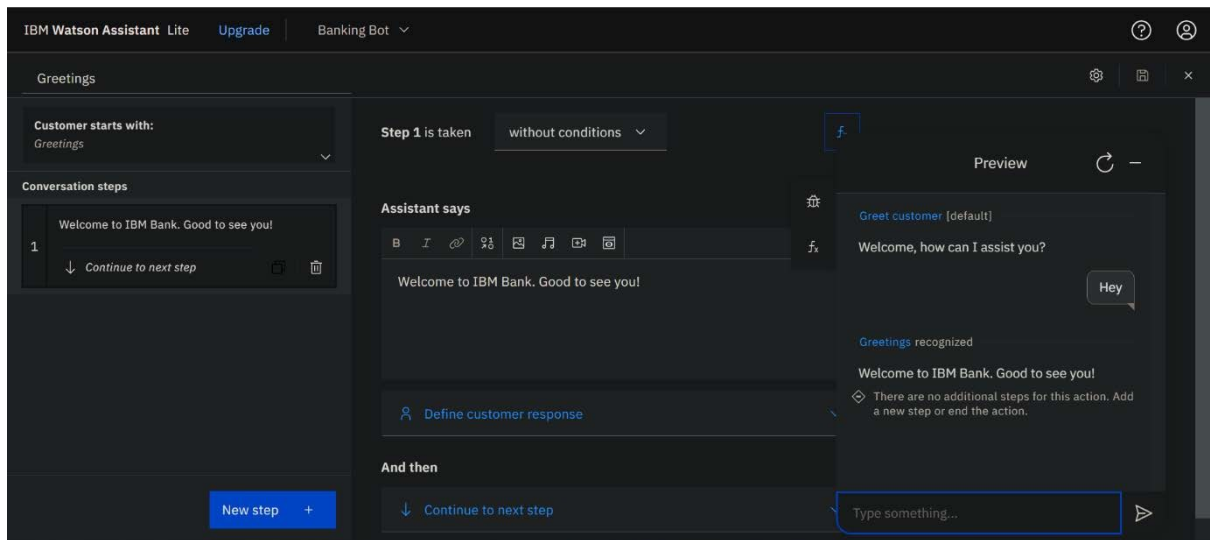 IBM Watson Assistant Lite Upgrade Banking Bot
Greetings
Customer starts with:
Greetings
Conversation steps
1
Welcome to IBM Bank. Good to see you!
Continue to next step
New step +
Step 1 is taken without conditions
Assistant says
B I
Welcome to IBM Bank. Good to see you!
Define customer response
And then
Continue to next step
Preview
Greet customer [default]
Welcome, how can I assist you?
Hey
Greetings recognized
Welcome to IBM Bank. Good to see you!
There are no additional steps for this action. Add
a new step or end the action.
Type something...